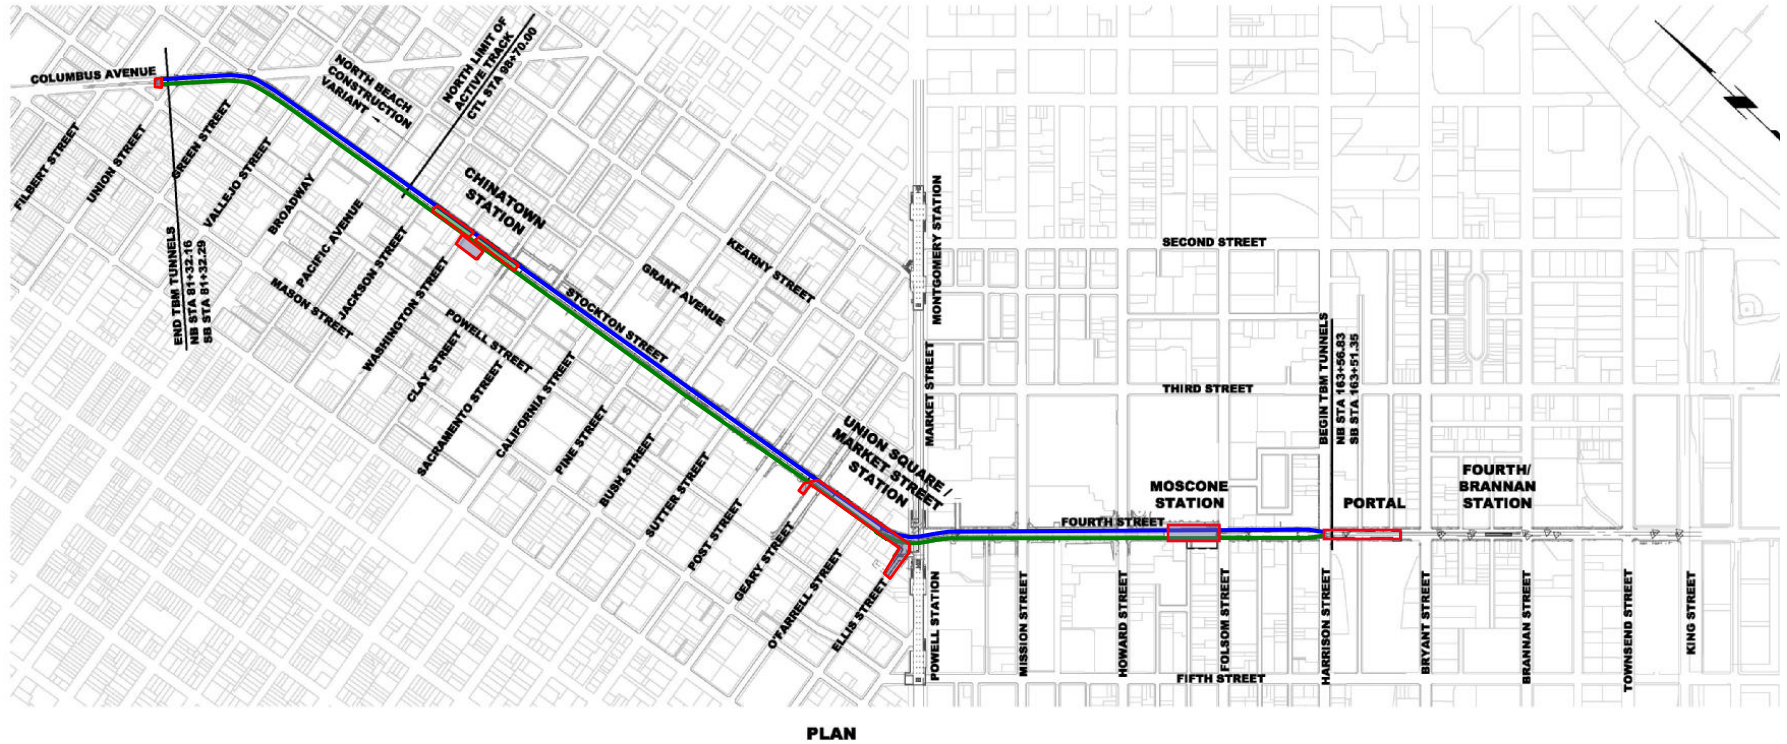 COLUMBUS AVENUE
FILBERT STREET
UNION STREET
GREEN STREET
VALLEJO STREET
BROADWAY
PACIFIC AVENUE
JACKSON STREET
MASON STREET
WASHINGTON STREET
POWELL STREET
CLAY STREET
SACRAMENTO STREET
CALIFORNIA STREET
PINE STREET
BUSH STREET
SUTTER STREET
POST STREET
GEARY STREET
O'FARRELL STREET
ELLIS STREET
END TBM TUNNELS
NB STA 81+32.16
SB STA 81+32.29
NORTH BEACH
CONSTRUCTION
VARIANT
NORTH LIMIT OF
ACTIVE TRACK
CTL STA 98+70.00
CHINATOWN
STATION
STOCKTON STREET
GRANT AVENUE
KEARNY STREET
UNION SQUARE /
MARKET STREET
STATION
MONTGOMERY STATION
MARKET STREET
POWELL STATION
SECOND STREET
THIRD STREET
FOURTH STREET
FIFTH STREET
MOSCONE
STATION
BEGIN TBM TUNNELS
NB STA 163+56.83
SB STA 163+51.35
PORTAL
FOURTH/
BRANNAN
STATION
MISSION STREET
HOWARD STREET
FOLSOM STREET
HARRISON STREET
BRYANT STREET
BRANNAN STREET
TOWNSEND STREET
KING STREET
PLAN